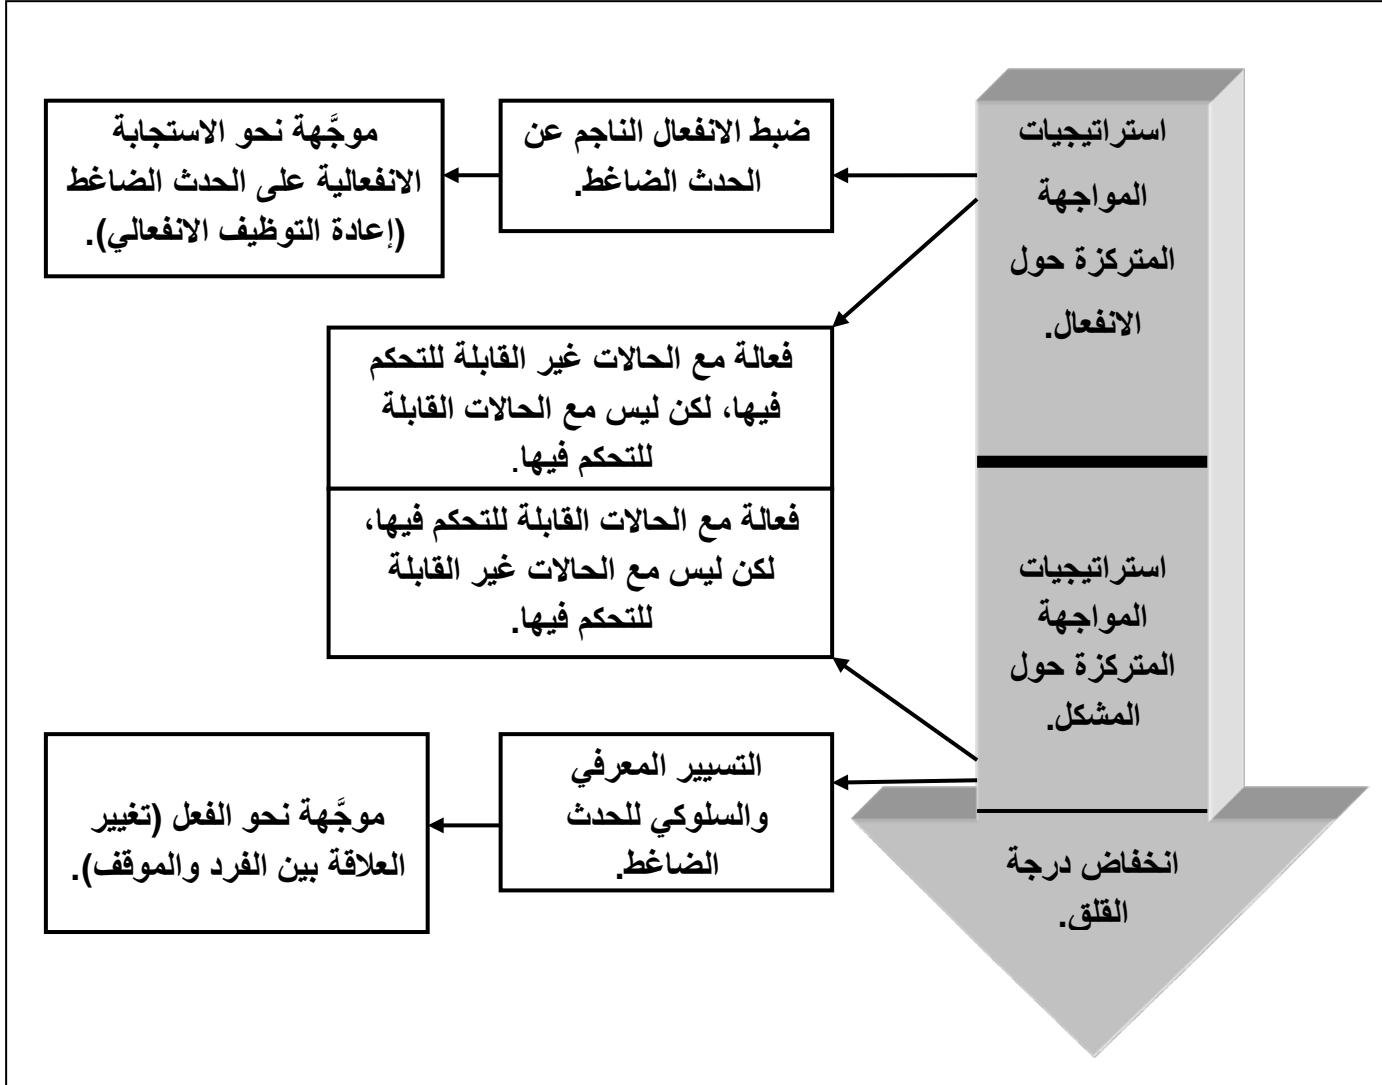 استراتيجيات
المواجهة
المتركزة حول
الانفعال.
ضبط الانفعال الناجم عن
الحدث الضاغط.
موجَّهة نحو الاستجابة
الانفعالية على الحدث الضاغط
(إعادة التوظيف الانفعالي).
فعالة مع الحالات غير القابلة للتحكم
فيها، لكن ليس مع الحالات القابلة
للتحكم فيها.
فعالة مع الحالات القابلة للتحكم فيها،
لكن ليس مع الحالات غير القابلة
للتحكم فيها.
استراتيجيات
المواجهة
المتركزة حول
المشكل.
التسيير المعرفي
والسلوكي للحدث
الضاغط.
موجَّهة نحو الفعل (تغيير
العلاقة بين الفرد والموقف).
انخفاض درجة
القلق.